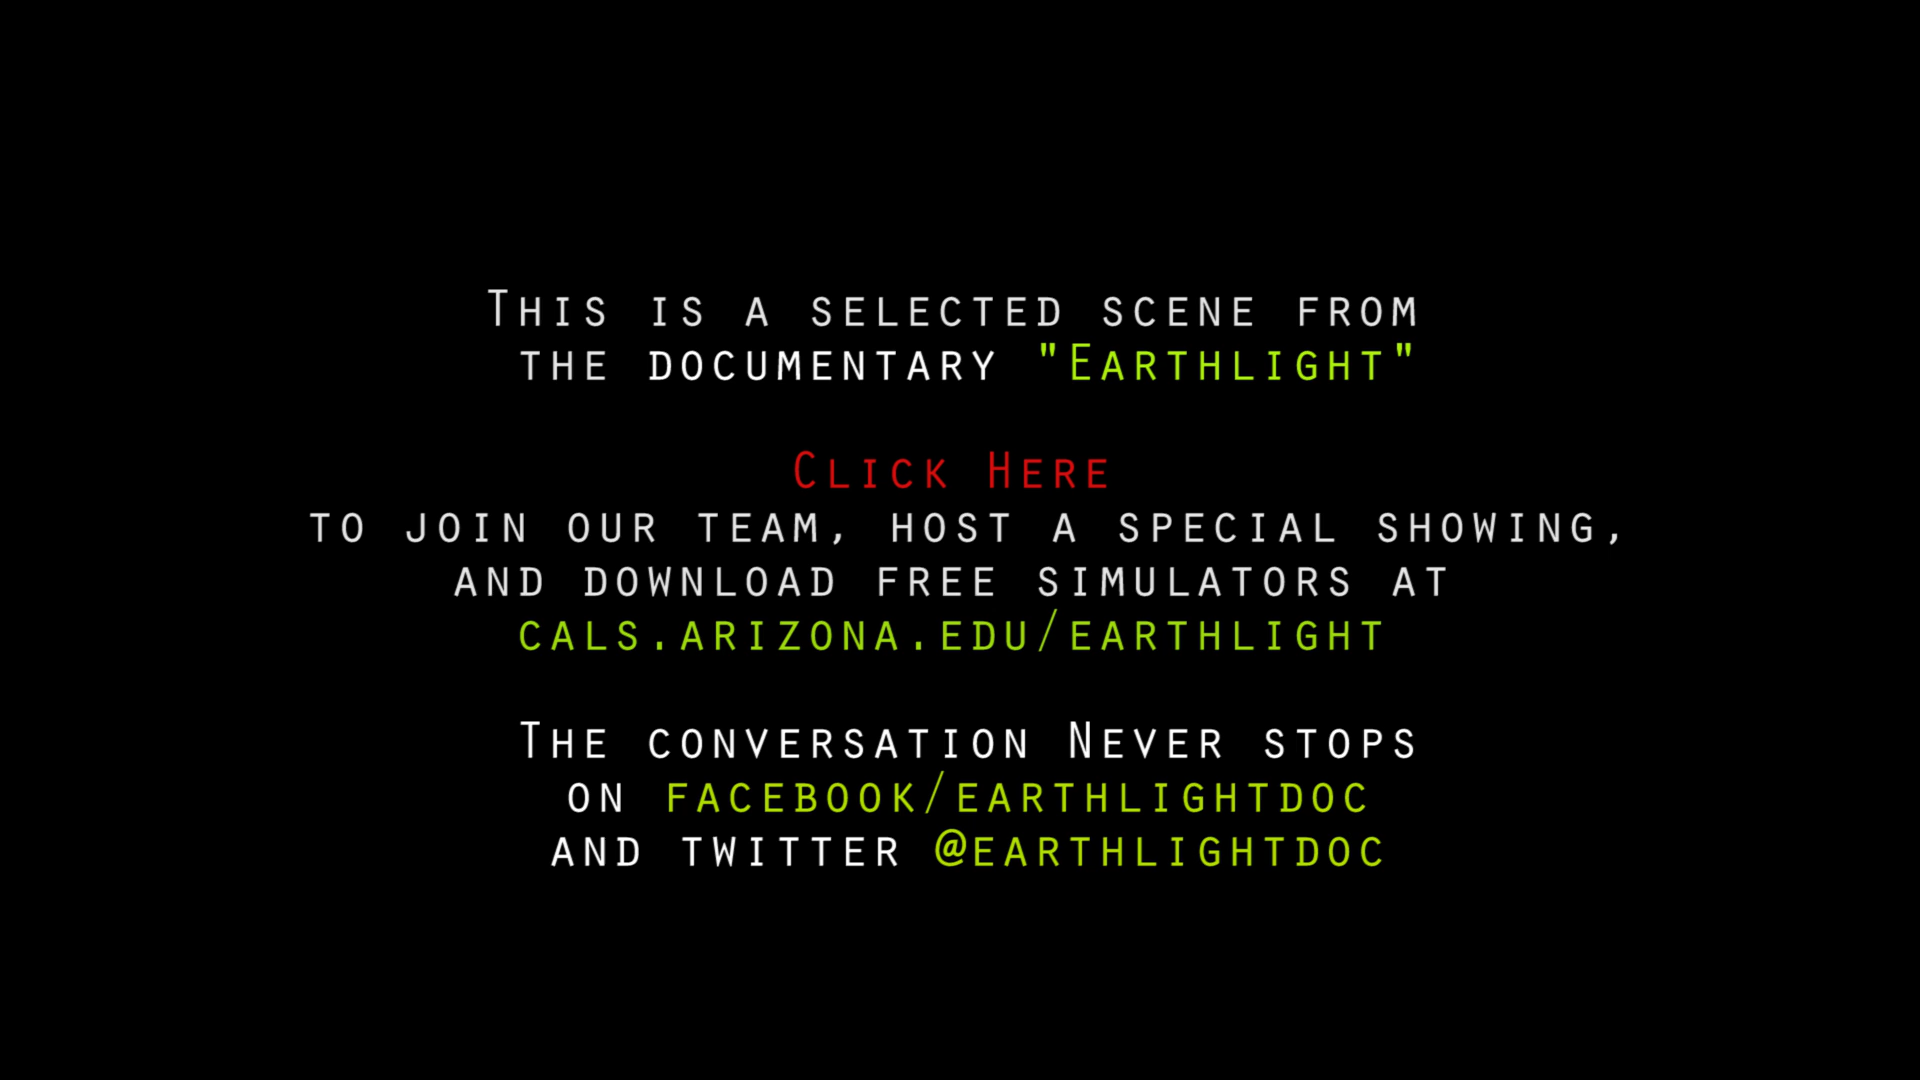 This is a selected scene from
the documentary "Earthlight"
Click Here
to join our team, host a special showing,
and download free simulators at
cals.arizona.edu/earthlight
The conversation Never stops
on facebook/earthlightdoc
and twitter @earthlightdoc